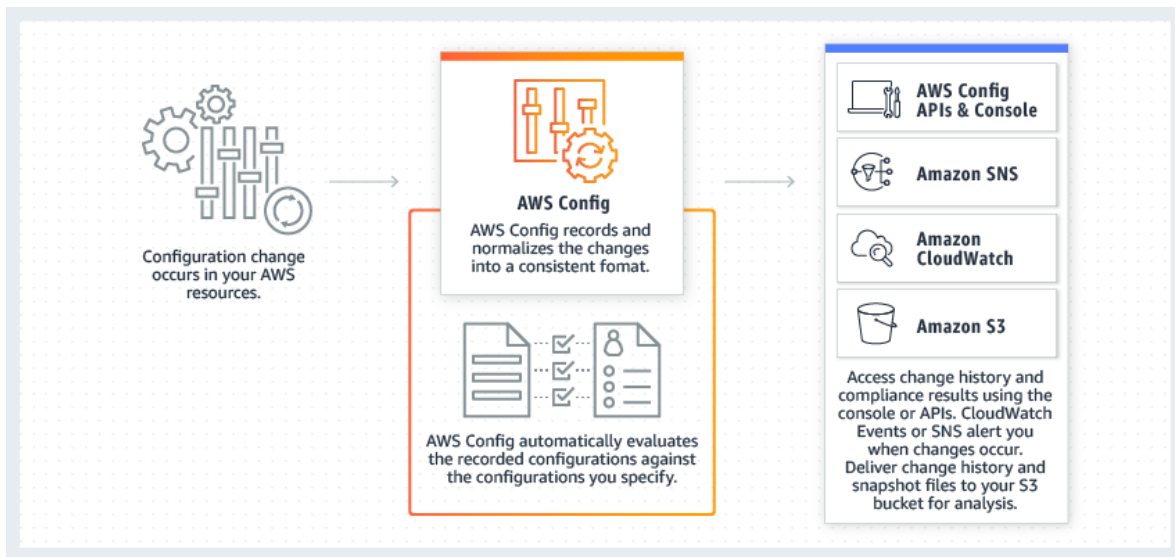 Configuration change
occurs in your AWS
resources.
AWS Config
AWS Config records and
normalizes the changes
into a consistent fomat.
AWS Config automatically evaluates
the recorded configurations against
the configurations you specify.
AWS Config
APIs & Console
Amazon SNS
Amazon
CloudWatch
Amazon S3
Access change history and
compliance results using the
console or APIs. CloudWatch
Events or SNS alert you
when changes occur.
Deliver change history and
snapshot files to your S3
bucket for analysis.